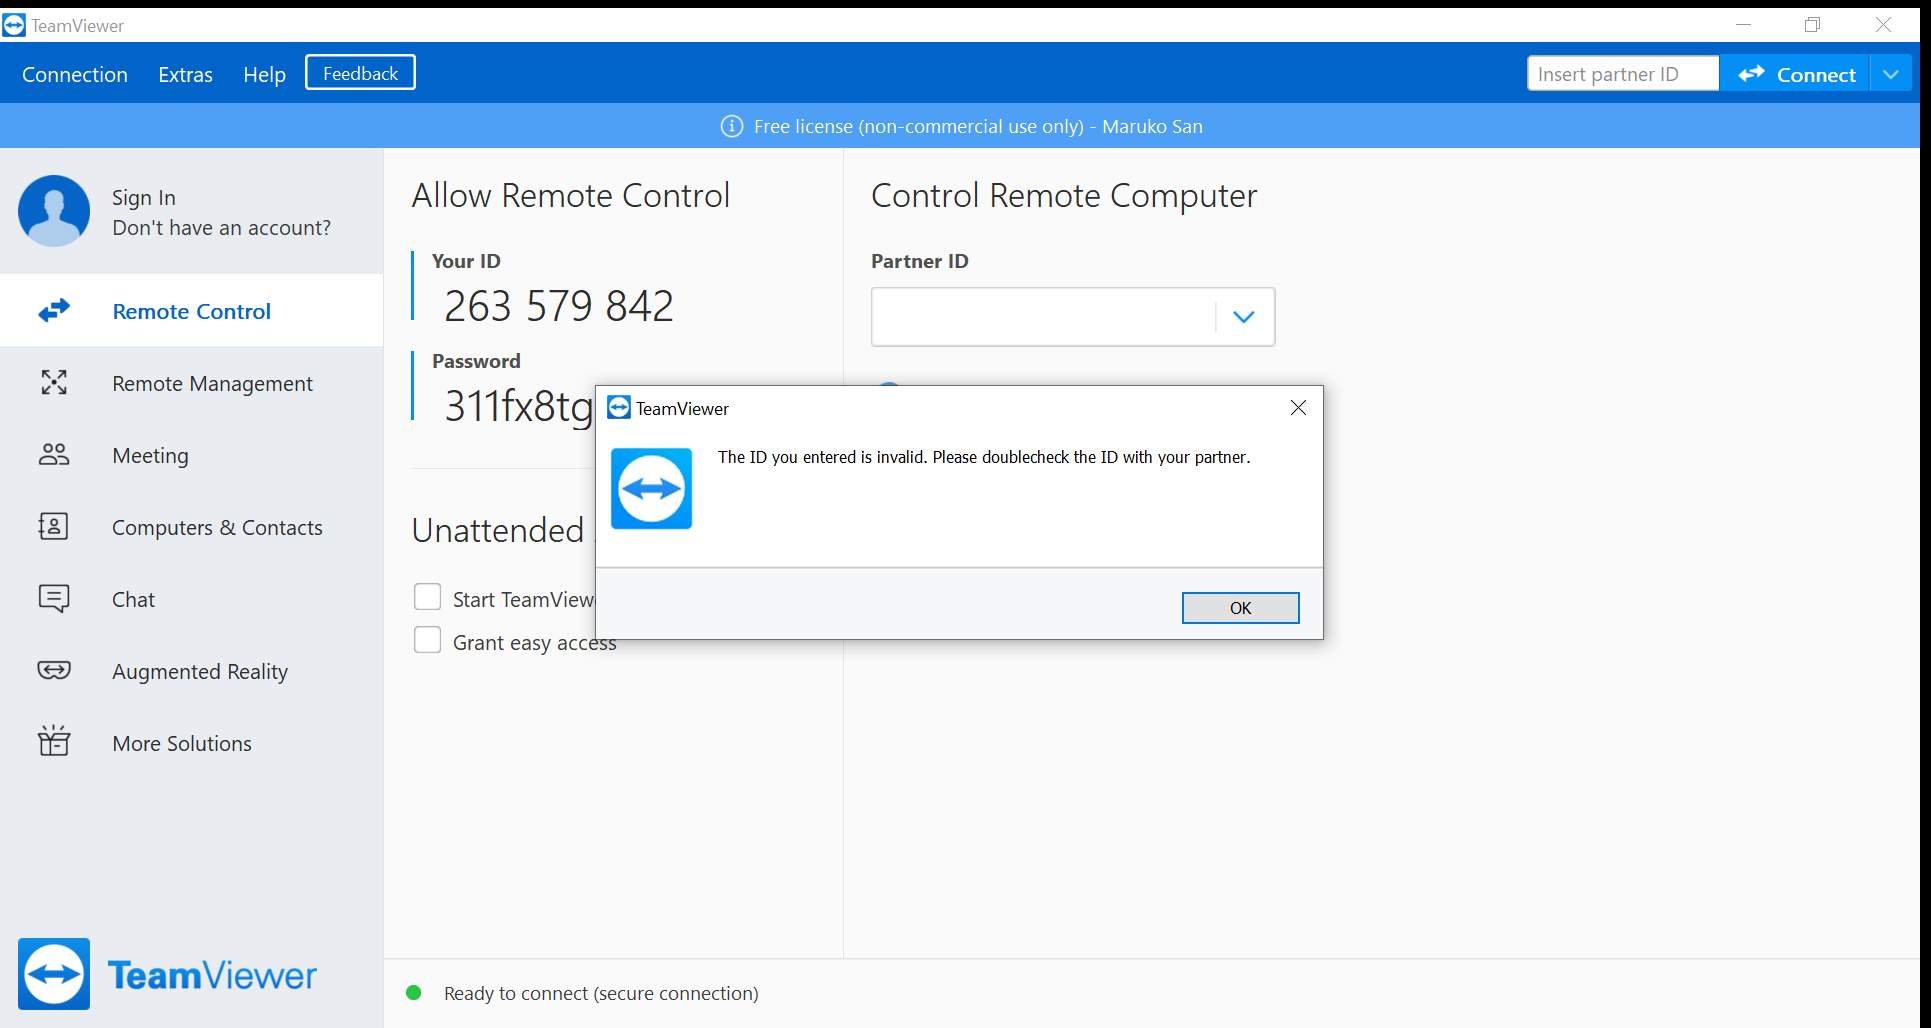 TeamViewer
Connection Extras Help Feedback
Insert partner ID Connect
Free license (non-commercial use only) - Maruko San
Sign In
Don't have an account?
Remote Control
Remote Management
Meeting
Computers & Contacts
Chat
Augmented Reality
More Solutions
TeamViewer
Allow Remote Control
Your ID
263 579 842
Password
311fx8tg
Unattended
Start TeamView
Grant easy access
Control Remote Computer
Partner ID
TeamViewer
The ID you entered is invalid. Please doublecheck the ID with your partner.
OK
Ready to connect (secure connection)